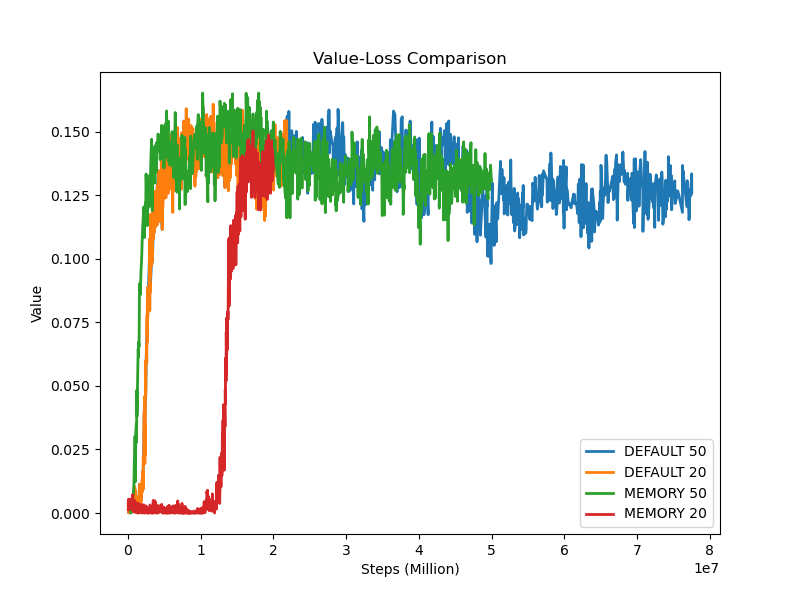 Value-Loss Comparison
Value
0.150
0.125
0.100
0.075
0.050
0.025
0.000
DEFAULT 50
DEFAULT 20
MEMORY 50
MEMORY 20
0 1 2 3 4 5 6 7 8
1e7
Steps (Million)